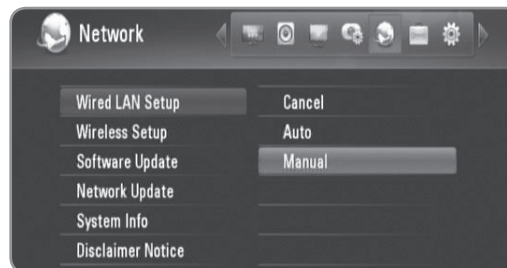 Network
Wired LAN Setup Cancel
Wireless Setup Auto
Software Update Manual
Network Update
System Info
Disclaimer Notice